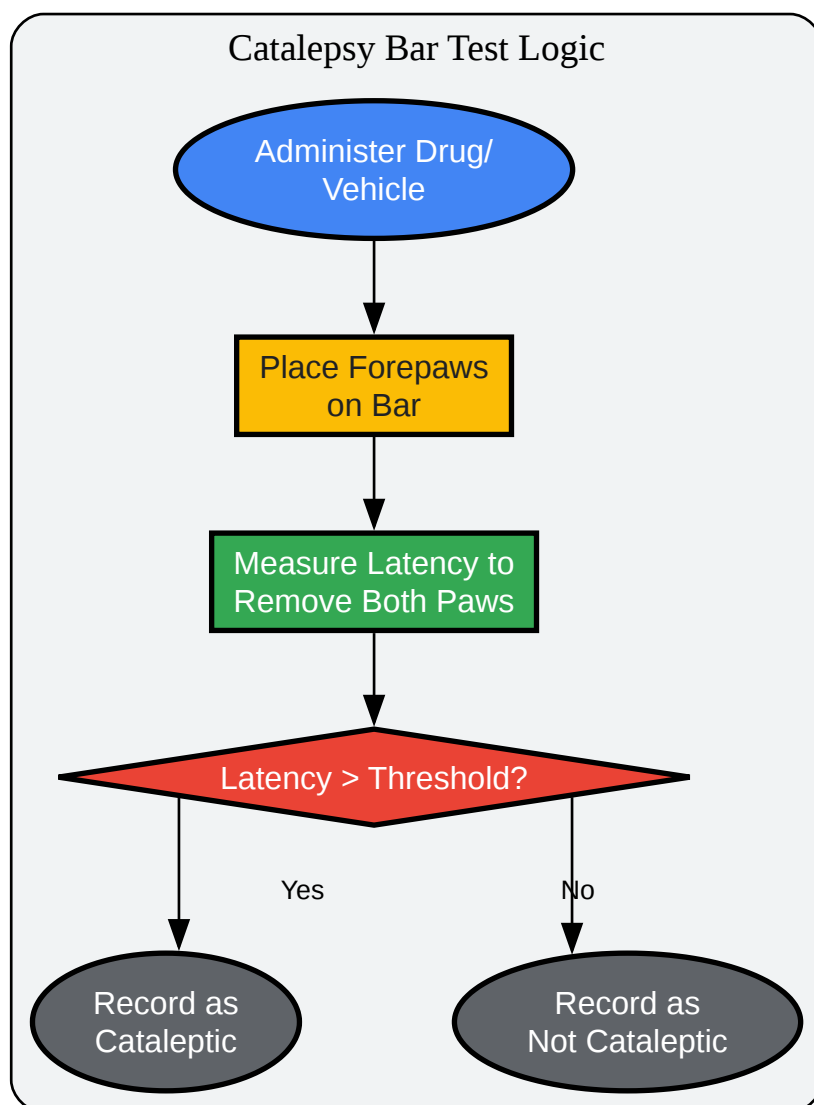 Catalepsy Bar Test Logic
Administer Drug/
Vehicle
Place Forepaws
on Bar
Measure Latency to
Remove Both Paws
Latency > Threshold?
Yes
No
Record as
Cataleptic
Record as
Not Cataleptic